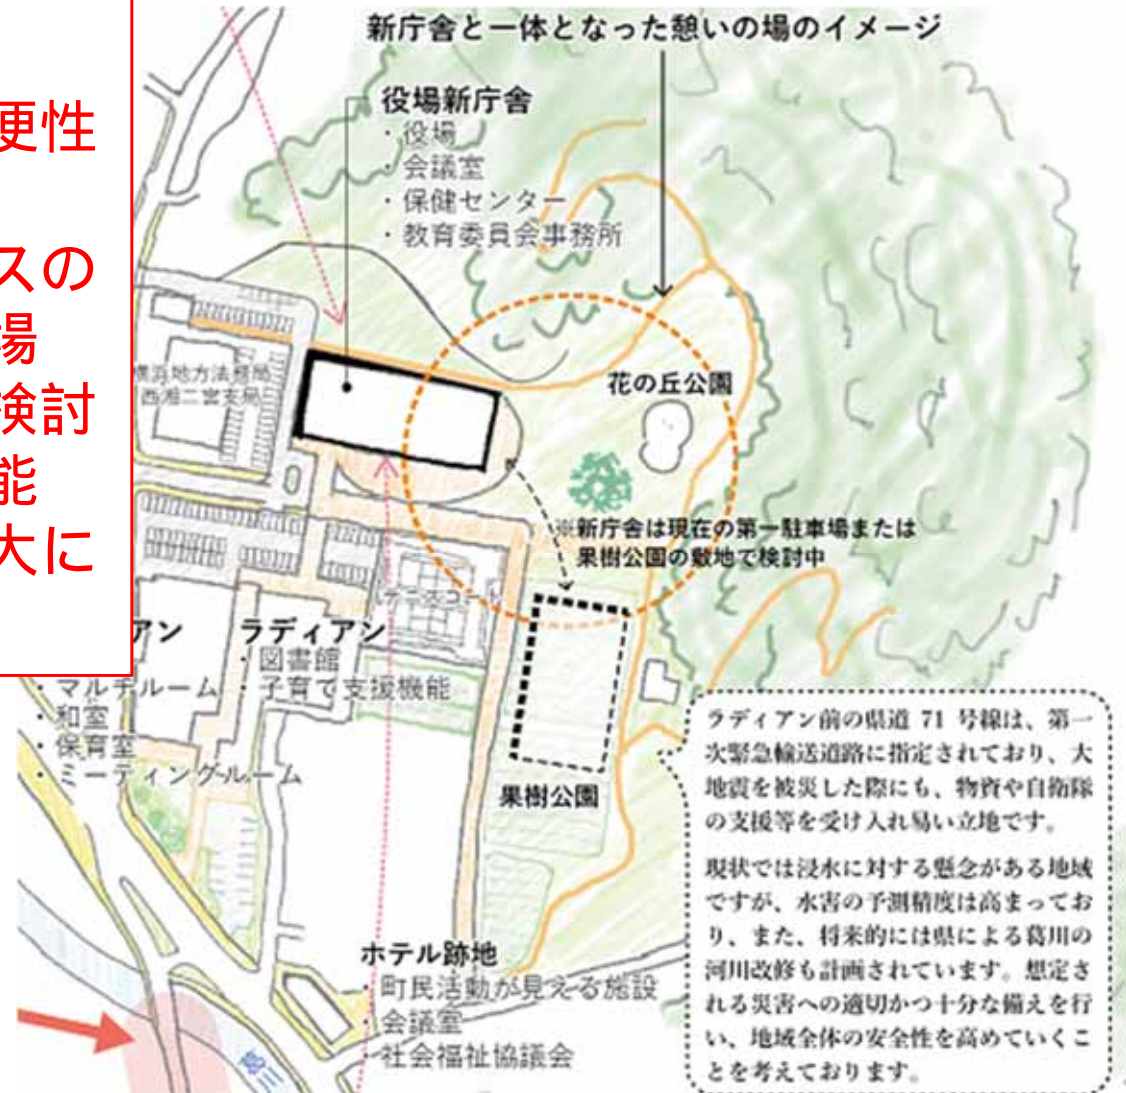 新庁舎と一体となった憩いの場のイメージ
更性
スの
場
検討
能
大に
役場新庁舎
・役場
・会議室
・保健センター
・教育委員会事務所
横浜地方法務局
西湘二宮支局
花の丘公園
※新庁舎は現在の第一駐車場または
果樹公園の敷地で検討中
テニスコート
アン
・マルチルーム
・和室
・保育室
・ミーティングルーム
ラディアン
・図書館
子育て支援機能
果樹公園
ホテル跡地
・町民活動が見える施設
会議室
社会福祉協議会
葛川
ラディアン前の県道 71 号線は、第一
次緊急輸送道路に指定されており、大
地震を被災した際にも、物資や自衛隊
の支援等を受け入れ易い立地です。
現状では浸水に対する懸念がある地域
ですが、水害の予測精度は高まってお
り、また、将来的には県による葛川の
河川改修も計画されています。想定さ
れる災害への適切かつ十分な備えを行
い、地域全体の安全性を高めていくこ
とを考えております。